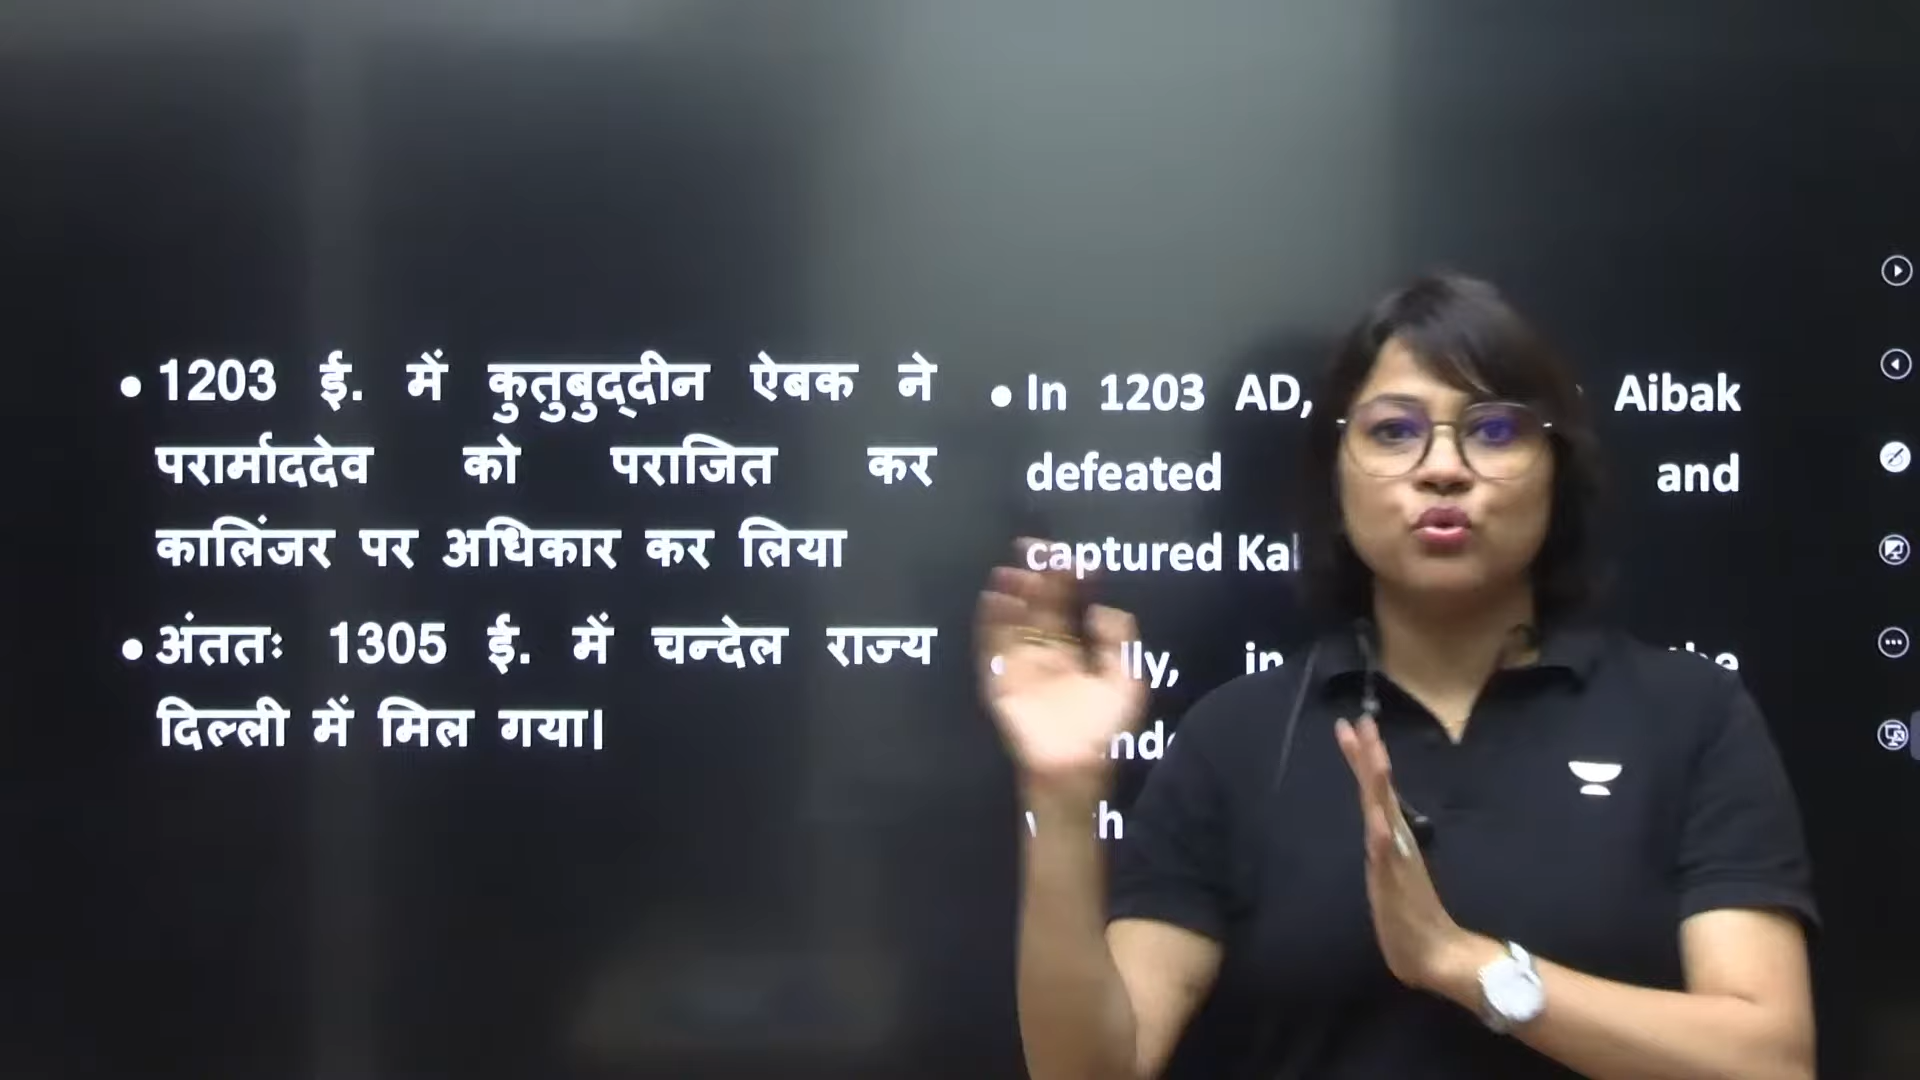 • 1203 ई. में कुतुबुद्दीन ऐबक ने
परार्माददेव को पराजित कर
कालिंजर पर अधिकार कर लिया
• अंततः 1305 ई. में चन्देल राज्य
दिल्ली में मिल गया।
• In 1203 AD, Aibak
defeated and
captured
in